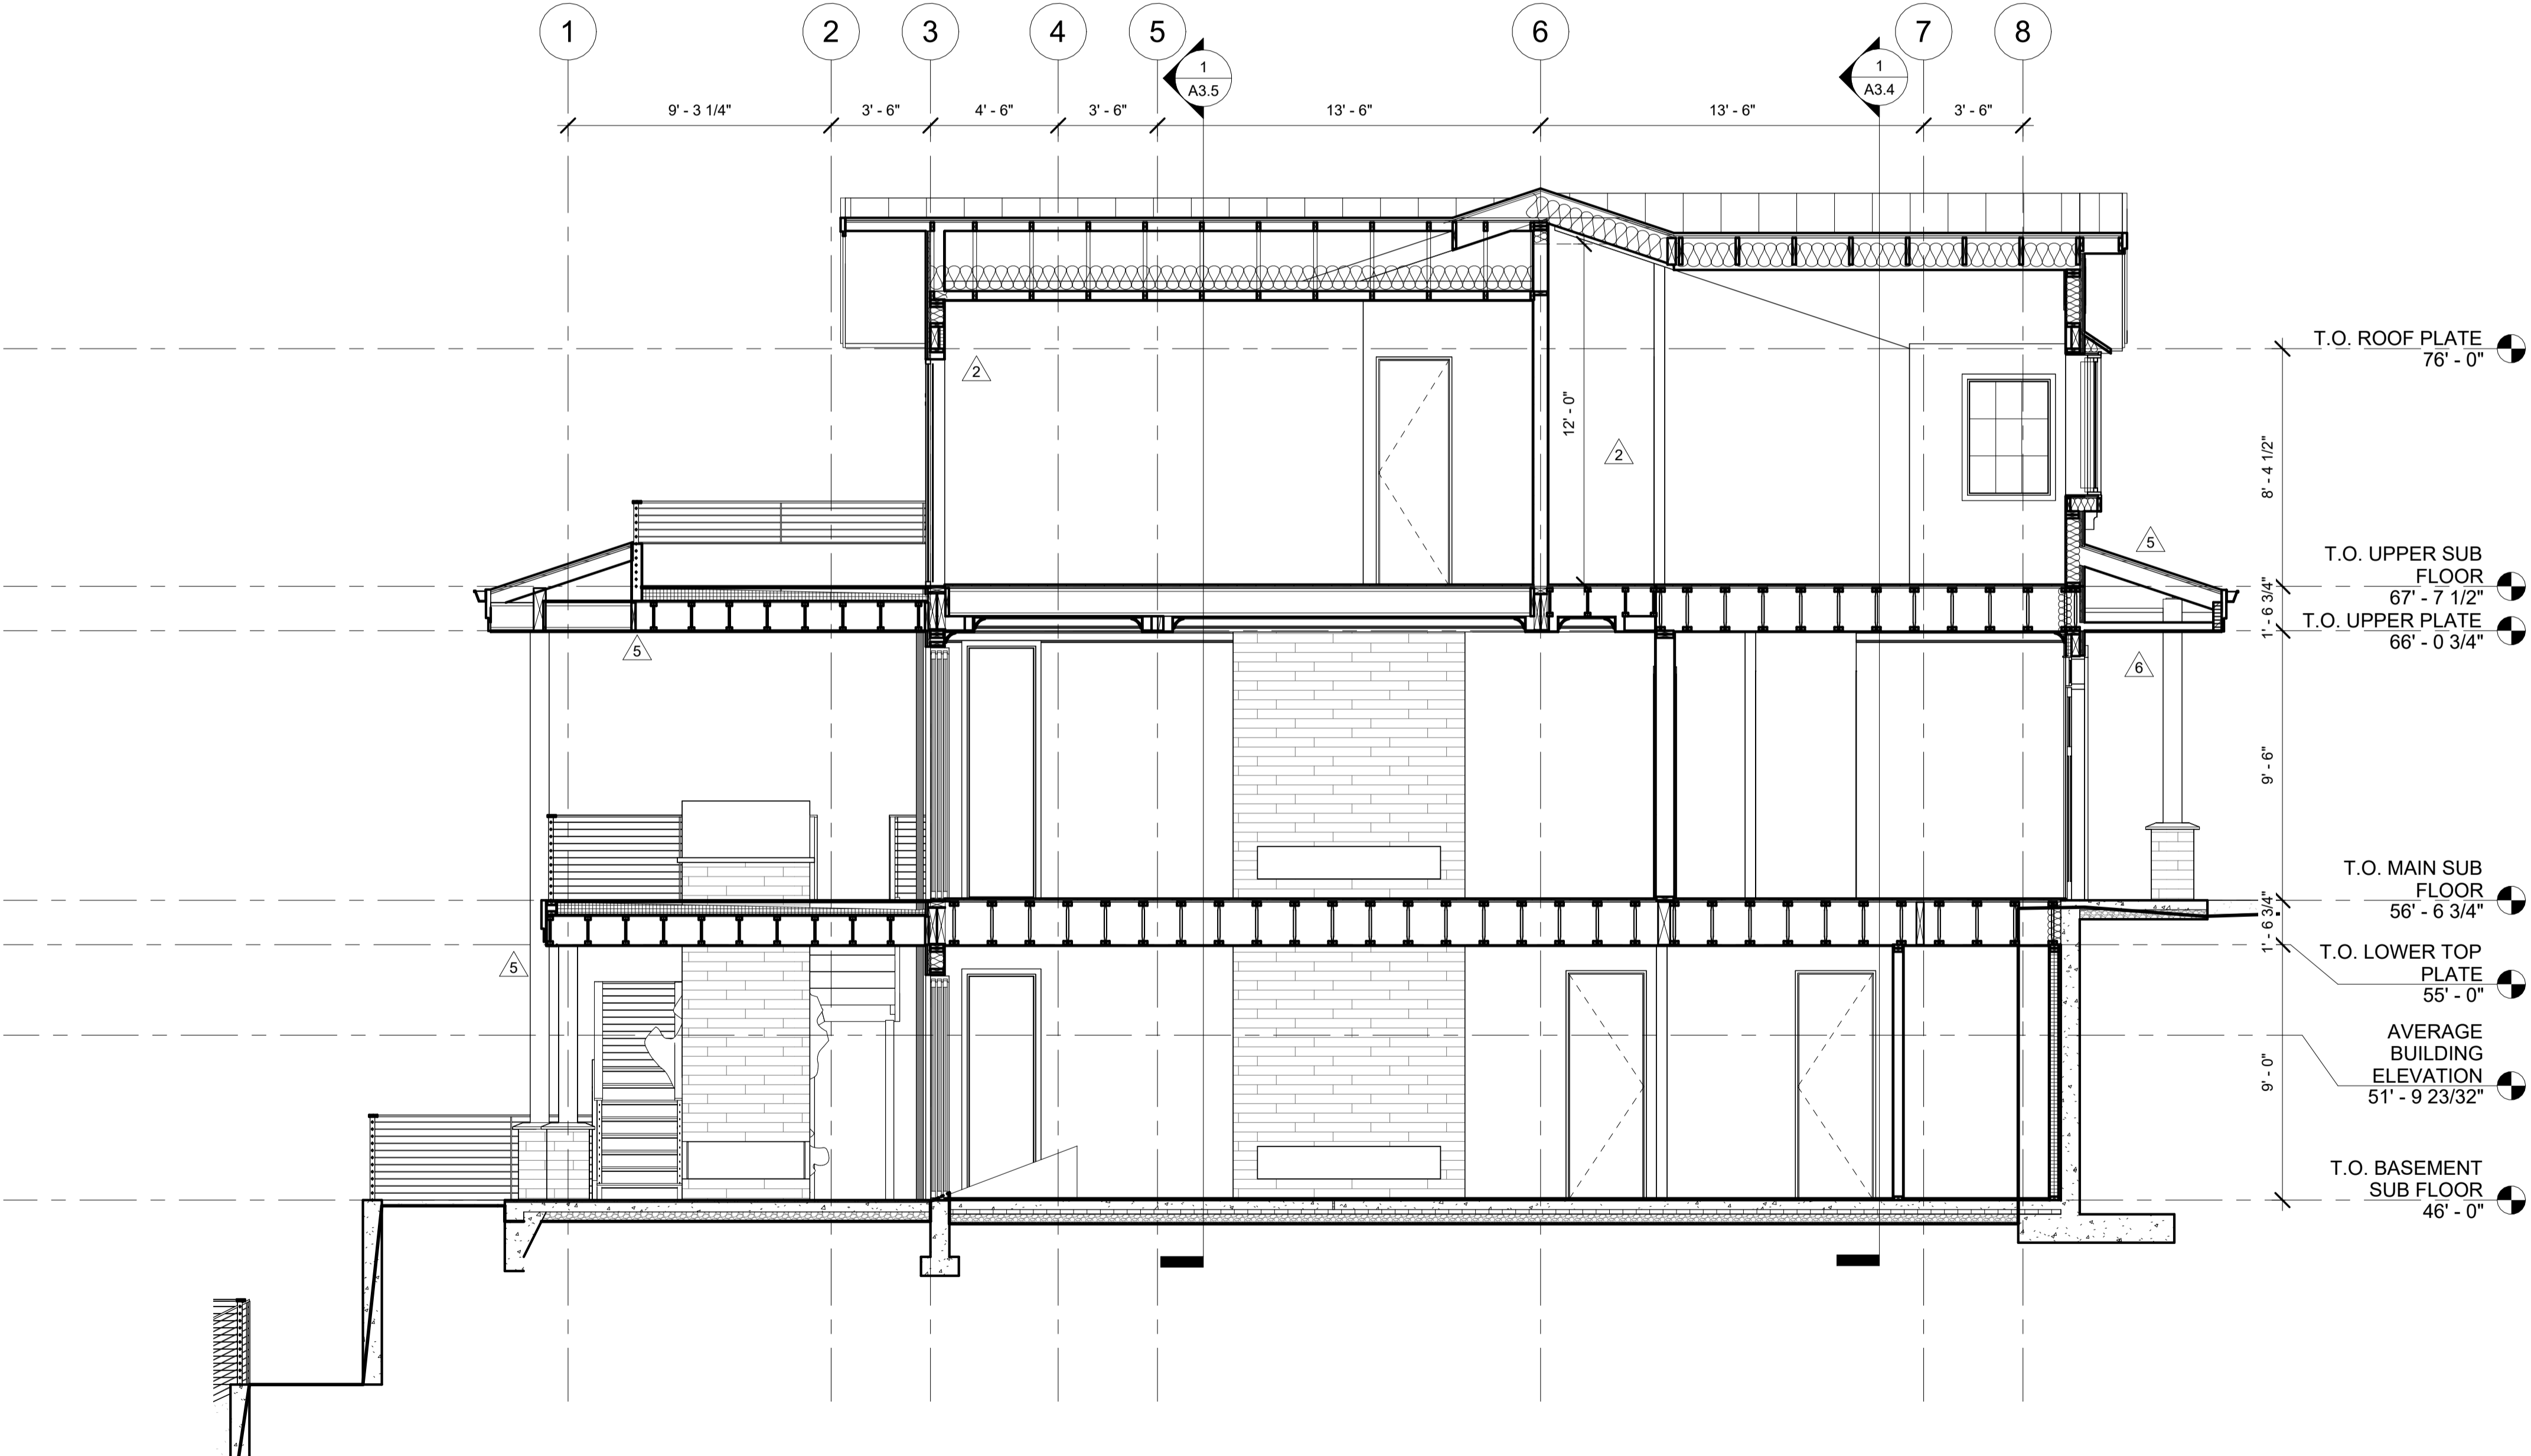 1
2
3
4
5
6
7
8
1
A3.5
1
A3.4
9' - 3 1/4"
3' - 6"
4' - 6"
3' - 6"
13' - 6"
13' - 6"
3' - 6"
T.O. ROOF PLATE
76' - 0"
2
12' - 0"
2
8' - 4 1/2"
5
T.O. UPPER SUB
FLOOR
67' - 7 1/2"
1' - 6 3/4"
T.O. UPPER PLATE
66' - 0 3/4"
5
6
9' - 6"
T.O. MAIN SUB
FLOOR
56' - 6 3/4"
1' - 6 3/4"
5
T.O. LOWER TOP
PLATE
55' - 0"
AVERAGE
BUILDING
ELEVATION
51' - 9 23/32"
9' - 0"
T.O. BASEMENT
SUB FLOOR
46' - 0"